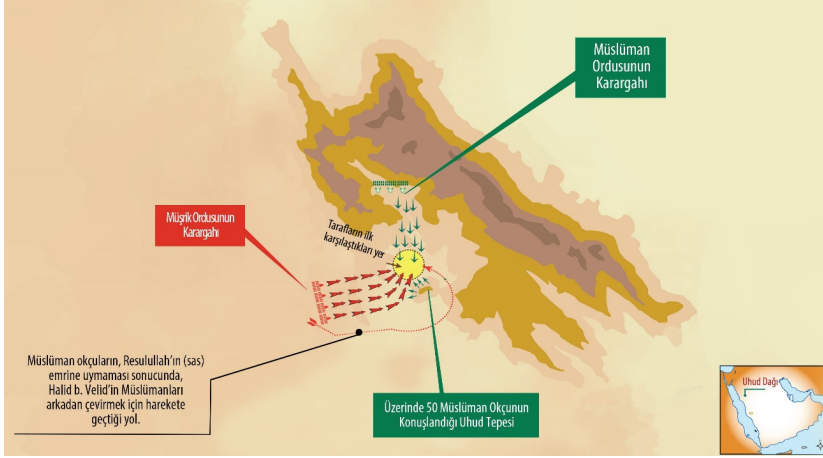 Müslüman
Ordusunun
Karargahı
Müşrik Ordusunun
Karargahı
Tarafların ilk
karşılaştıkları yer
Müslüman okçuların, Resulullah'ın (sas)
emrine uymaması sonucunda,
Halid b. Velid'in Müslümanları
arkadan çevirmek için harekete
geçtiği yol.
Üzerinde 50 Müslüman Okçunun
Konuşlandığı Uhud Tepesi
Uhud Dağı